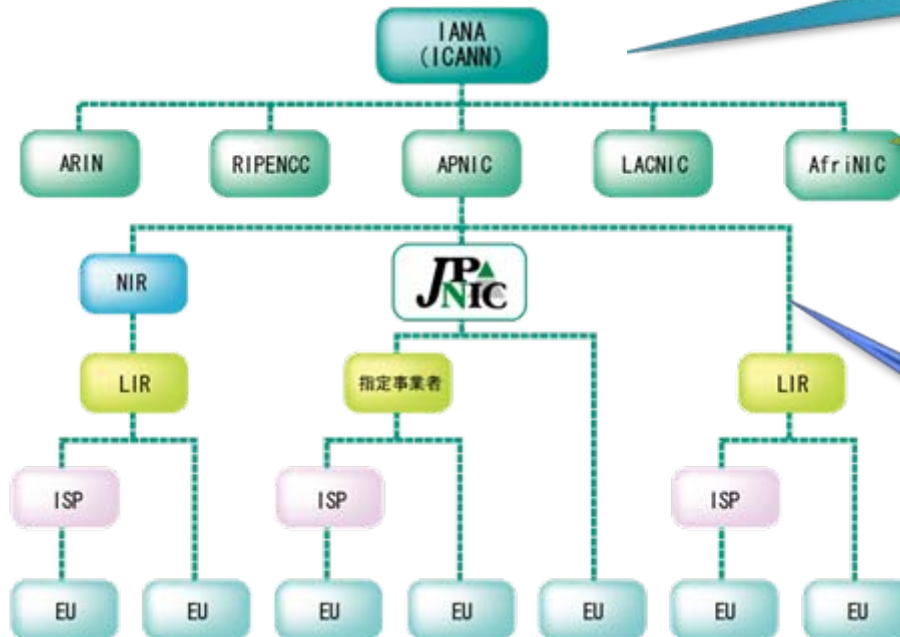 IANA
(ICANN)
ARIN
RIPENCC
APNIC
LACNIC
AfriNIC
NIR
JPNIC
LIR
指定事業者
LIR
ISP
ISP
ISP
EU
EU
EU
EU
EU
EU
EU